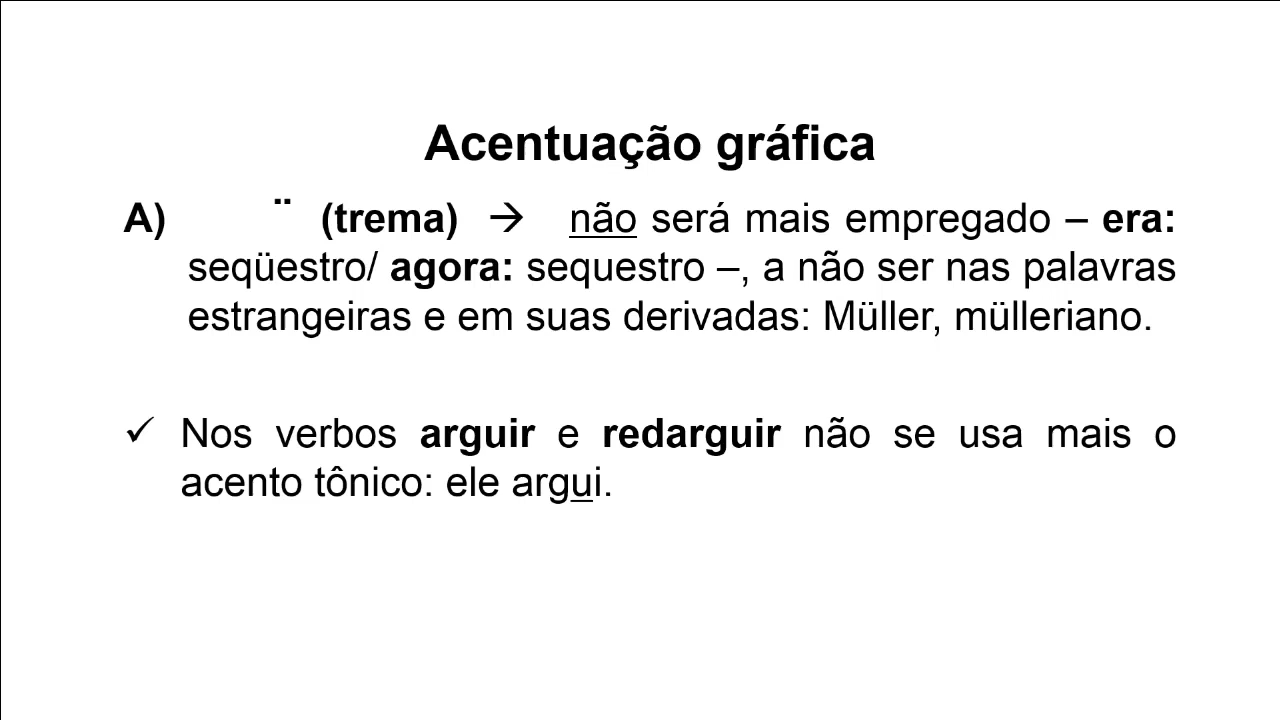 Acentuação gráfica
A) ¨ (trema) → não será mais empregado – era:
seqüestro/ agora: sequestro –, a não ser nas palavras
estrangeiras e em suas derivadas: Müller, mülleriano.
✓ Nos verbos arguir e redarguir não se usa mais o
acento tônico: ele argui.